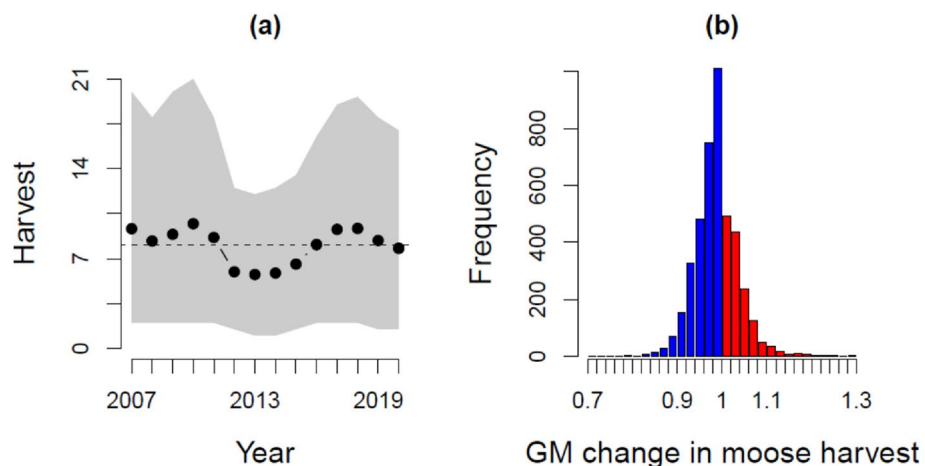 (a)
Harvest
21
14
7
0
2007 2013 2019
Year
(b)
Frequency
800
600
400
200
0
0.7 0.9 1 1.1 1.3
GM change in moose harvest